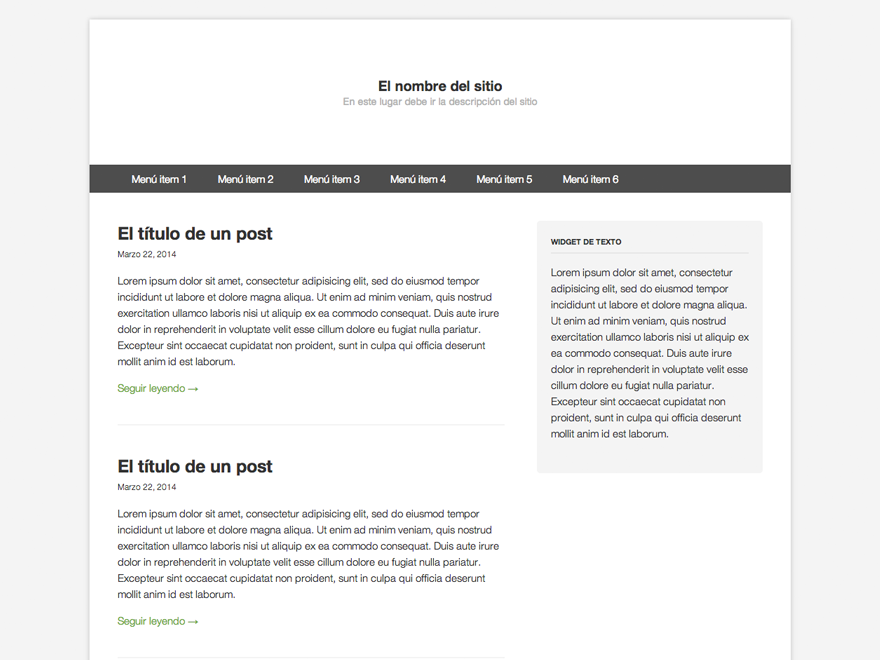 El nombre del sitio
En este lugar debe ir la descripción del sitio
Menú item 1 Menú item 2 Menú item 3 Menú item 4 Menú item 5 Menú item 6
El título de un post
Marzo 22, 2014
Lorem ipsum dolor sit amet, consectetur adipisicing elit, sed do eiusmod tempor
incididunt ut labore et dolore magna aliqua. Ut enim ad minim veniam, quis nostrud
exercitation ullamco laboris nisi ut aliquip ex ea commodo consequat. Duis aute irure
dolor in reprehenderit in voluptate velit esse cillum dolore eu fugiat nulla pariatur.
Excepteur sint occaecat cupidatat non proident, sunt in culpa qui officia deserunt
mollit anim id est laborum.
Seguir leyendo →
El título de un post
Marzo 22, 2014
Lorem ipsum dolor sit amet, consectetur adipisicing elit, sed do eiusmod tempor
incididunt ut labore et dolore magna aliqua. Ut enim ad minim veniam, quis nostrud
exercitation ullamco laboris nisi ut aliquip ex ea commodo consequat. Duis aute irure
dolor in reprehenderit in voluptate velit esse cillum dolore eu fugiat nulla pariatur.
Excepteur sint occaecat cupidatat non proident, sunt in culpa qui officia deserunt
mollit anim id est laborum.
Seguir leyendo →
WIDGET DE TEXTO
Lorem ipsum dolor sit amet, consectetur
adipisicing elit, sed do eiusmod tempor
incididunt ut labore et dolore magna aliqua.
Ut enim ad minim veniam, quis nostrud
exercitation ullamco laboris nisi ut aliquip ex
ea commodo consequat. Duis aute irure
dolor in reprehenderit in voluptate velit esse
cillum dolore eu fugiat nulla pariatur.
Excepteur sint occaecat cupidatat non
proident, sunt in culpa qui officia deserunt
mollit anim id est laborum.